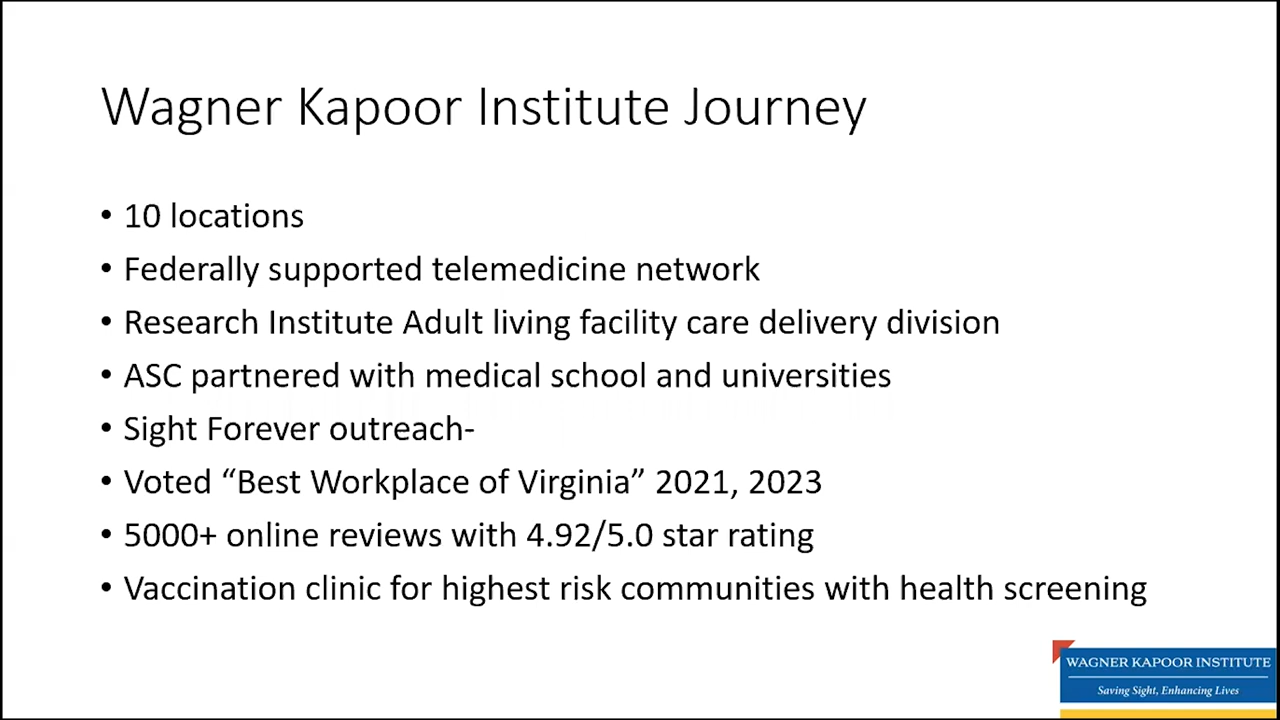 Wagner Kapoor Institute Journey
• 10 locations
• Federally supported telemedicine network
• Research Institute Adult living facility care delivery division
• ASC partnered with medical school and universities
• Sight Forever outreach-
• Voted “Best Workplace of Virginia” 2021, 2023
• 5000+ online reviews with 4.92/5.0 star rating
• Vaccination clinic for highest risk communities with health screening
WAGNER KAPOOR INSTITUTE
Saving Sight, Enhancing Lives